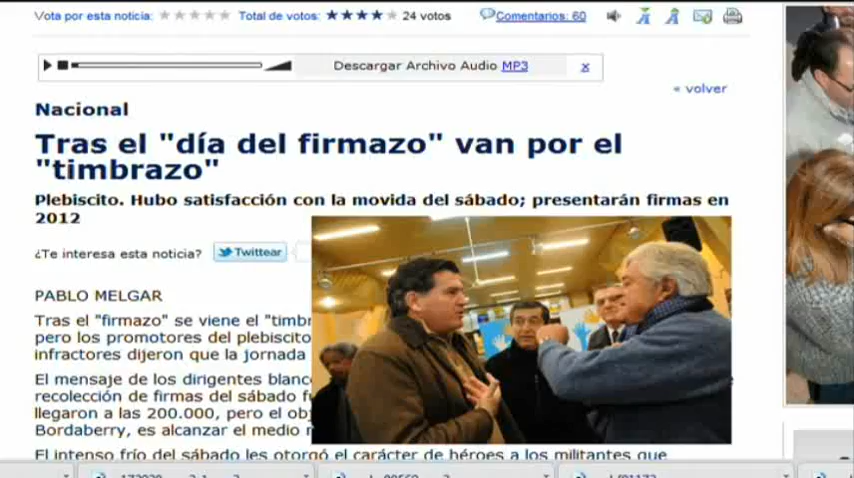 Vota por esta noticia: Total de votos: 24 votos Comentarios: 60
Descargar Archivo Audio MP3 x
« volver
Nacional
Tras el "día del firmazo" van por el
"timbrazo"
Plebiscito. Hubo satisfacción con la movida del sábado; presentarán firmas en
2012
¿Te interesa esta noticia? Twittear
PABLO MELGAR
Tras el "firmazo" se viene el
pero los promotores del plebiscito
infractores dijeron que la jornada
El mensaje de los dirigentes
recolección de firmas del sábado
llegaron a las 200.000, pero el
Bordaberry, es alcanzar el medio
El intenso frío del sábado les otorgó el carácter de héroes a los militantes que